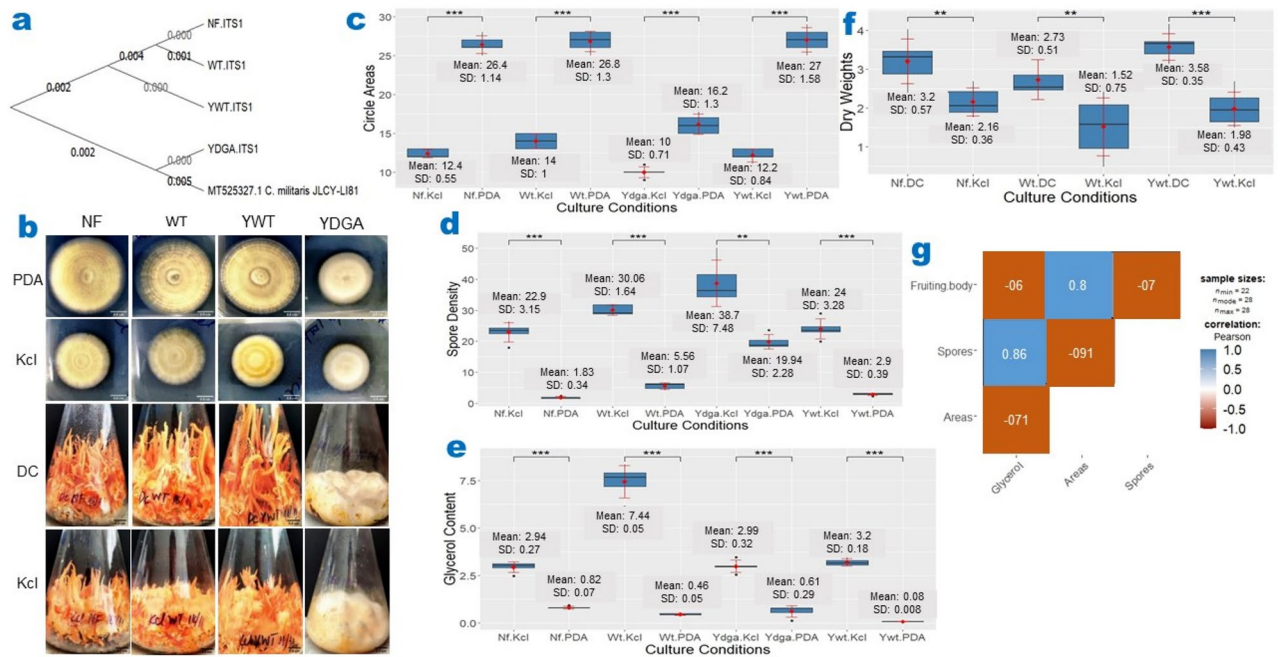 a
NF.ITS1
0.000
0.004
0.001
WT.ITS1
0.002
0.000
YWT.ITS1
0.002
YDGA.ITS1
0.000
0.005
MT525327.1 C. militaris JLCY-LI81
b
NF WT YWT YDGA
PDA
Kcl
DC
Kcl
c
Circle Areas
30
25
20
15
10
*** *** *** ***
Mean: 12.4
SD: 0.55
Mean: 26.4
SD: 1.14
Mean: 14
SD: 1
Mean: 26.8
SD: 1.3
Mean: 10
SD: 0.71
Mean: 16.2
SD: 1.3
Mean: 12.2
SD: 0.84
Mean: 27
SD: 1.58
Nf.Kcl Nf.PDA Wt.Kcl Wt.PDA Ydga.Kcl Ydga.PDA Ywt.Kcl Ywt.PDA
Culture Conditions
d
Spore Density
50
40
30
20
10
0
*** *** ** ***
Mean: 22.9
SD: 3.15
Mean: 1.83
SD: 0.34
Mean: 30.06
SD: 1.64
Mean: 5.56
SD: 1.07
Mean: 38.7
SD: 7.48
Mean: 19.94
SD: 2.28
Mean: 24
SD: 3.28
Mean: 2.9
SD: 0.39
Nf.Kcl Nf.PDA Wt.Kcl Wt.PDA Ydga.Kcl Ydga.PDA Ywt.Kcl Ywt.PDA
Culture Conditions
e
Glycerol Content
7.5
5.0
2.5
0.0
*** *** *** ***
Mean: 2.94
SD: 0.27
Mean: 0.82
SD: 0.07
Mean: 7.44
SD: 0.05
Mean: 0.46
SD: 0.05
Mean: 2.99
SD: 0.32
Mean: 0.61
SD: 0.29
Mean: 3.2
SD: 0.18
Mean: 0.08
SD: 0.008
Nf.Kcl Nf.PDA Wt.Kcl Wt.PDA Ydga.Kcl Ydga.PDA Ywt.Kcl Ywt.PDA
Culture Conditions
f
Dry Weights
4
3
2
1
** ** ***
Mean: 3.2
SD: 0.57
Mean: 2.16
SD: 0.36
Mean: 2.73
SD: 0.51
Mean: 1.52
SD: 0.75
Mean: 3.58
SD: 0.35
Mean: 1.98
SD: 0.43
Nf.DC Nf.Kcl Wt.DC Wt.Kcl Ywt.DC Ywt.Kcl
Culture Conditions
g
Fruiting.body -06 0.8 -07
Spores 0.86 -091
Areas -071
Glycerol Areas Spores
sample sizes:
nmin = 22
nmode = 28
nmax = 28
correlation:
Pearson
1.0
0.5
0.0
-0.5
-1.0